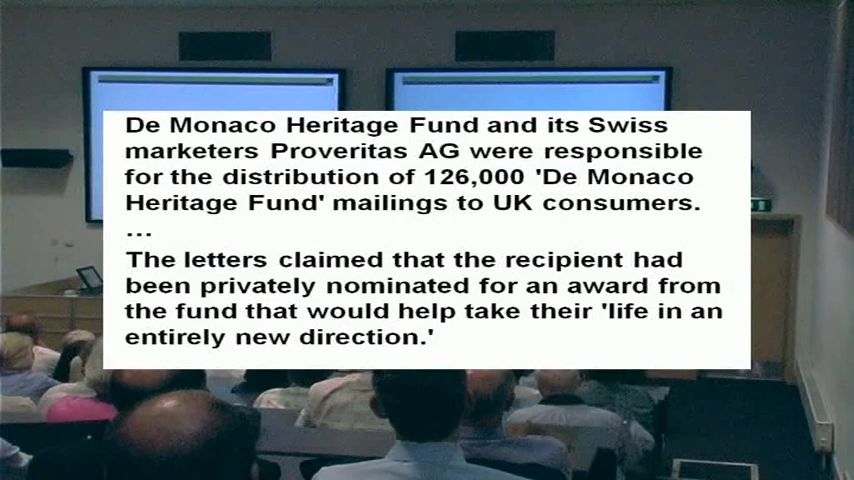 De Monaco Heritage Fund and its Swiss
marketers Proveritas AG were responsible
for the distribution of 126,000 'De Monaco
Heritage Fund' mailings to UK consumers.
...
The letters claimed that the recipient had
been privately nominated for an award from
the fund that would help take their 'life in an
entirely new direction.'